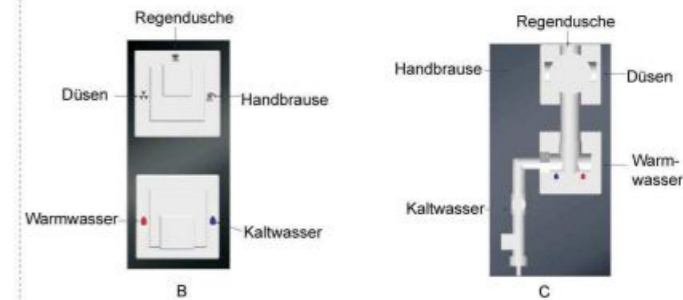 Regendusche
Düsen
Handbrause
Warmwasser
Kaltwasser
B
Regendusche
Handbrause
Düsen
Warm-
wasser
Kaltwasser
C